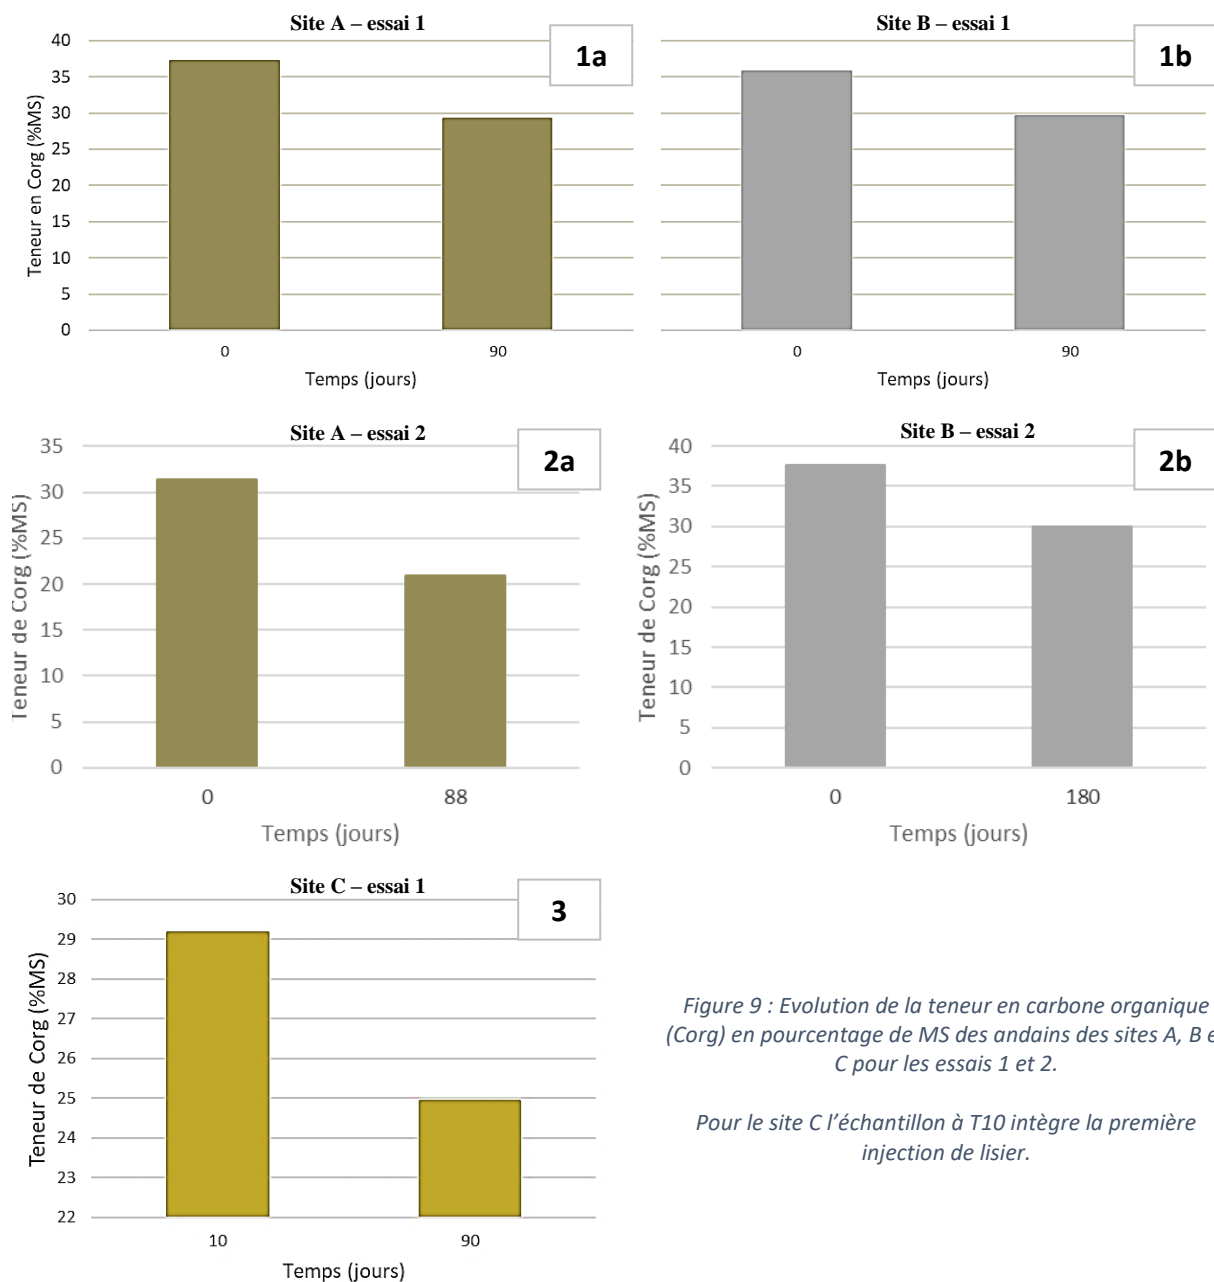 Site A – essai 1
1a
Teneur en Corg (%MS)
40
35
30
25
20
15
10
5
0
0
90
Temps (jours)
Site B – essai 1
1b
0
90
Temps (jours)
Site A – essai 2
2a
Teneur de Corg (%MS)
35
30
25
20
15
10
5
0
0
88
Temps (jours)
Site B – essai 2
2b
Teneur de Corg (%MS)
40
35
30
25
20
15
10
5
0
0
180
Temps (jours)
Site C – essai 1
3
Teneur de Corg (%MS)
30
29
28
27
26
25
24
23
22
10
90
Temps (jours)
Figure 9 : Evolution de la teneur en carbone organique
(Corg) en pourcentage de MS des andains des sites A, B e
C pour les essais 1 et 2.
Pour le site C l’échantillon à T10 intègre la première
injection de lisier.